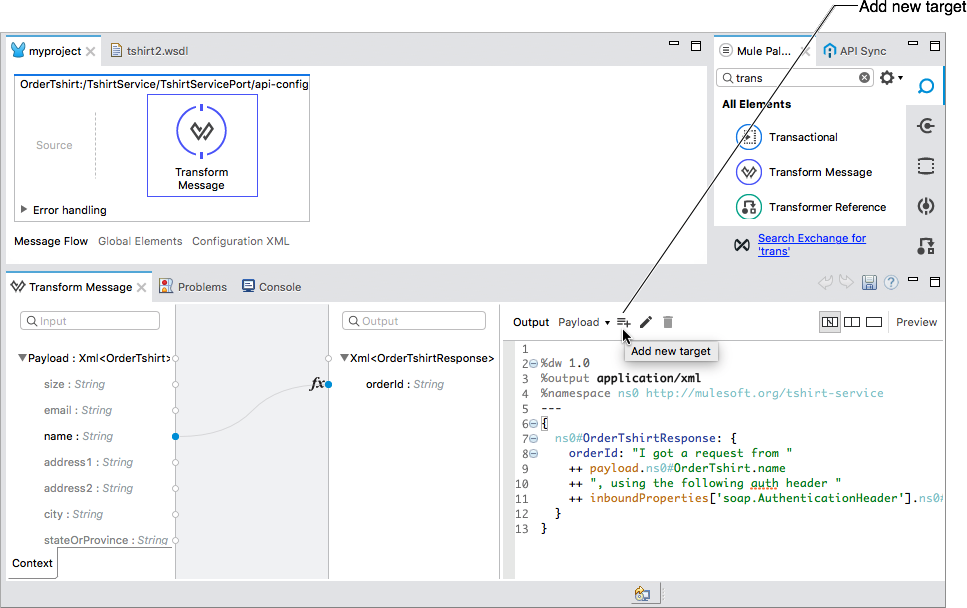 Add new target
myproject
tshirt2.wsdl
Mule Pal...
API Sync
OrderTshirt:/TshirtService/TshirtServicePort/api-config
Source
Transform
Message
Error handling
Message Flow Global Elements Configuration XML
trans
All Elements
Transactional
Transform Message
Transformer Reference
Search Exchange for
'trans'
Transform Message
Problems
Console
Input
Payload : Xml<OrderTshirt>
size : String
email : String
name : String
address1 : String
address2 : String
city : String
stateOrProvince : String
Context
fx
Output
Xml<OrderTshirtResponse>
orderId : String
Output Payload
Preview
Add new target
1
2 %dw 1.0
3 %output application/xml
4 %namespace ns0 http://mulesoft.org/tshirt-service
5 ---
6 {
7 ns0#OrderTshirtResponse: {
8 orderId: "I got a request from "
9 ++ payload.ns0#OrderTshirt.name
10 ++ ", using the following auth header "
11 ++ inboundProperties['soap.AuthenticationHeader'].ns0#
12 }
13 }